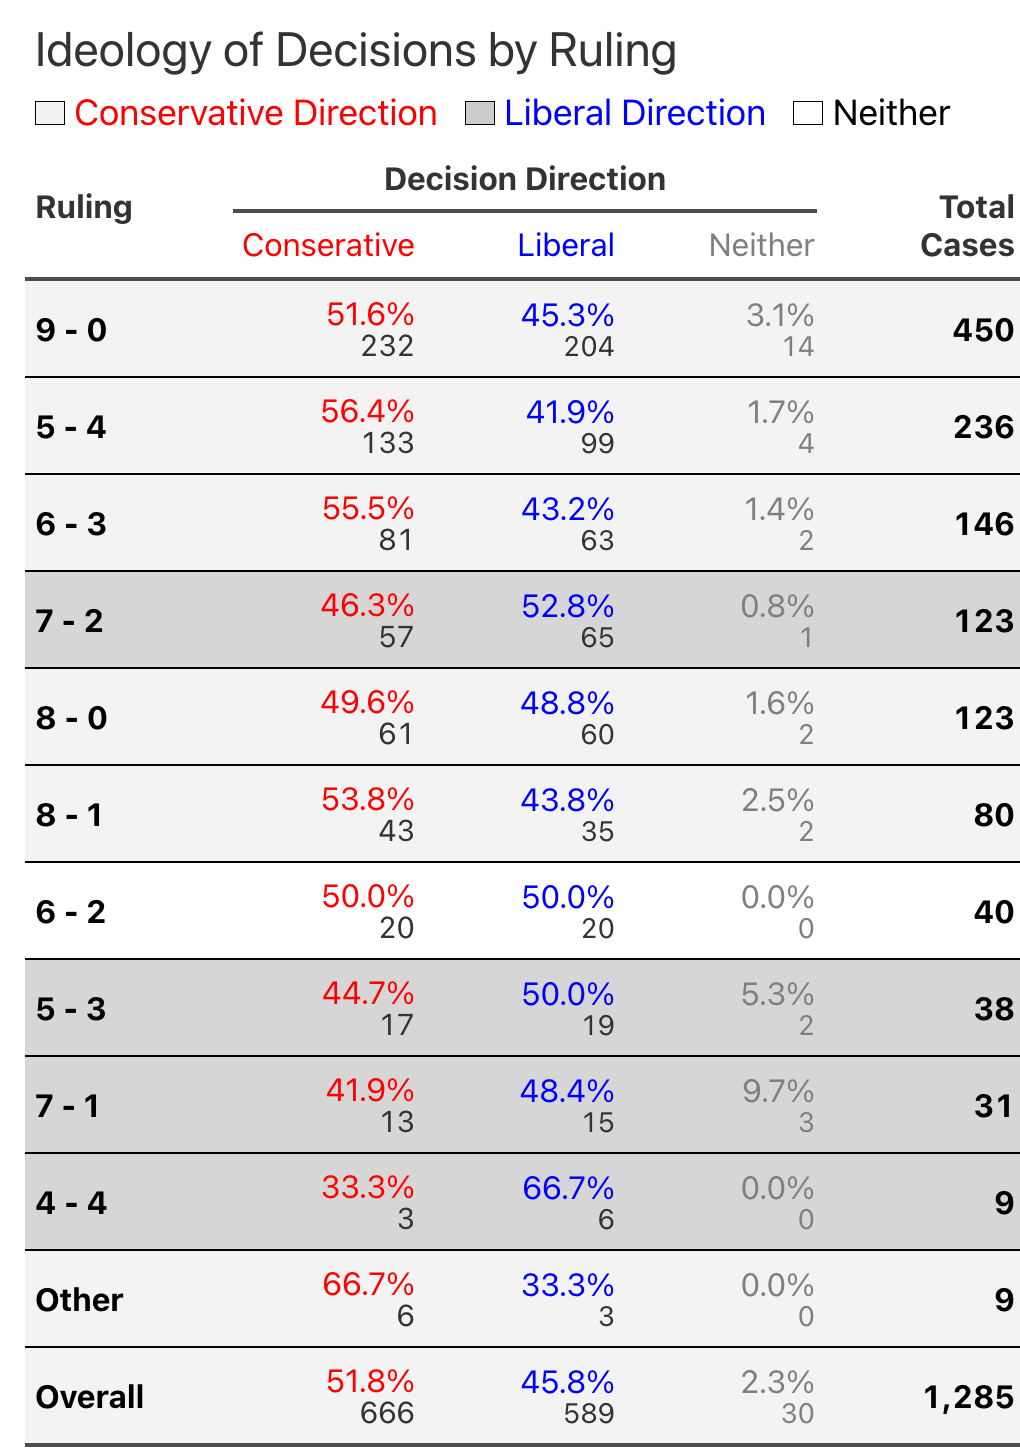 Ideology of Decisions by Ruling
Conservative Direction Liberal Direction Neither
Decision Direction
Ruling Total Cases
Conserative Liberal Neither
51.6% 45.3% 3.1%
9 - 0 450
232 204 14
56.4% 41.9% 1.7%
5 - 4 236
133 99 4
55.5% 43.2% 1.4%
6 - 3 146
81 63 2
46.3% 52.8% 0.8%
7 - 2 123
57 65 1
49.6% 48.8% 1.6%
8 - 0 123
61 60 2
53.8% 43.8% 2.5%
8 - 1 80
43 35 2
50.0% 50.0% 0.0%
6 - 2 40
20 20 0
44.7% 50.0% 5.3%
5 - 3 38
17 19 2
41.9% 48.4% 9.7%
7 - 1 31
13 15 3
33.3% 66.7% 0.0%
4 - 4 9
3 6 0
66.7% 33.3% 0.0%
Other 9
6 3 0
51.8% 45.8% 2.3%
Overall 1,285
666 589 30